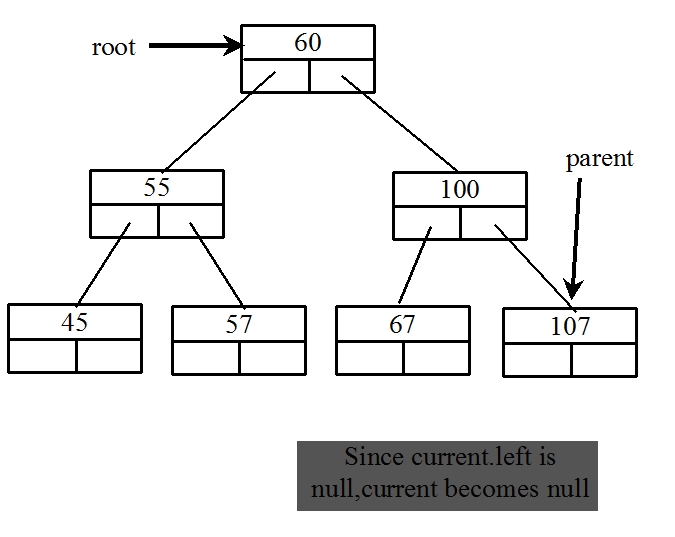 60
root
parent
55
100
45
57
67
107
Since current.left is
null,current becomes null